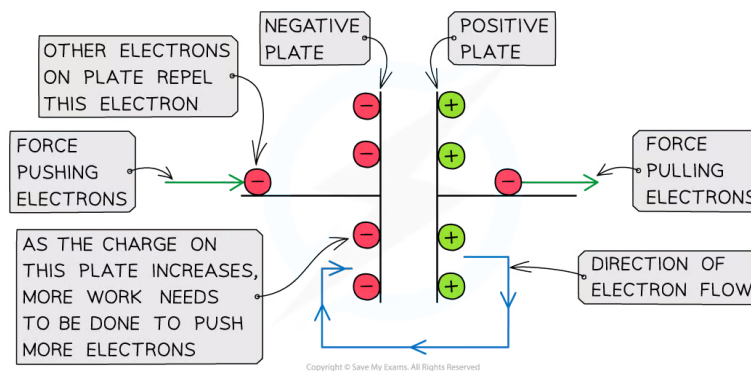 NEGATIVE
PLATE
POSITIVE
PLATE
OTHER ELECTRONS
ON PLATE REPEL
THIS ELECTRON
FORCE
PUSHING
ELECTRONS
FORCE
PULLING
ELECTRONS
AS THE CHARGE ON
THIS PLATE INCREASES,
MORE WORK NEEDS
TO BE DONE TO PUSH
MORE ELECTRONS
DIRECTION OF
ELECTRON FLOW
Copyright © Save My Exams. All Rights Reserved